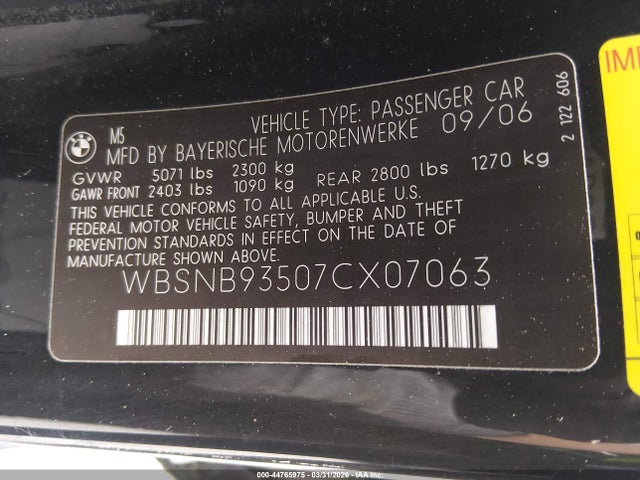 BMW
M5
VEHICLE TYPE: PASSENGER CAR
MFD BY BAYERISCHE MOTORENWERKE 09/06
GVWR 5071 lbs 2300 kg
GAWR FRONT 2403 lbs 1090 kg REAR 2800 lbs 1270 kg
THIS VEHICLE CONFORMS TO ALL APPLICABLE U.S.
FEDERAL MOTOR VEHICLE SAFETY, BUMPER AND THEFT
PREVENTION STANDARDS IN EFFECT ON THE DATE OF
MANUFACTURE SHOWN ABOVE.
WBSNB93507CX07063
2 122 606
000-44765975 | 03/31/2026 | IAA, Inc.